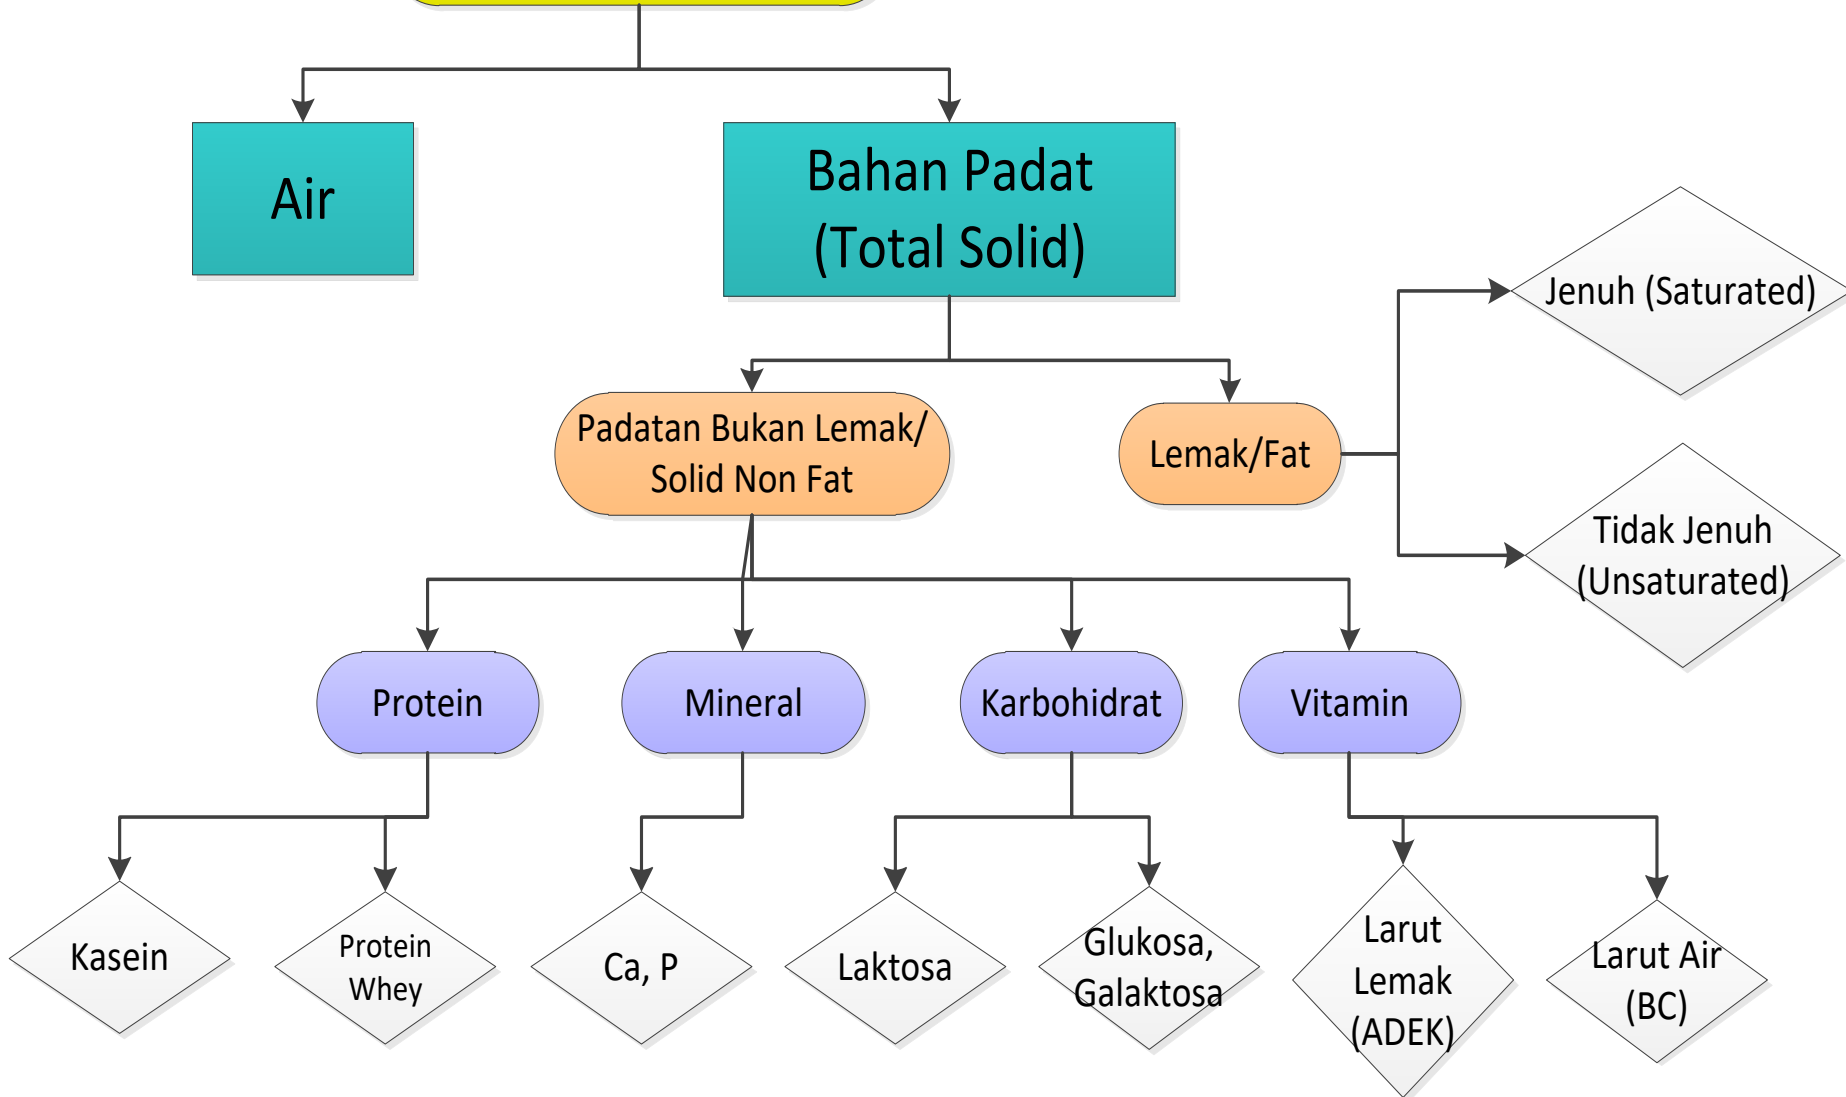 Air
Bahan Padat
(Total Solid)
Jenuh (Saturated)
Padatan Bukan Lemak/
Solid Non Fat
Lemak/Fat
Tidak Jenuh
(Unsaturated)
Protein
Mineral
Karbohidrat
Vitamin
Kasein
Protein
Whey
Ca, P
Laktosa
Glukosa,
Galaktosa
Larut
Lemak
(ADEK)
Larut Air
(BC)